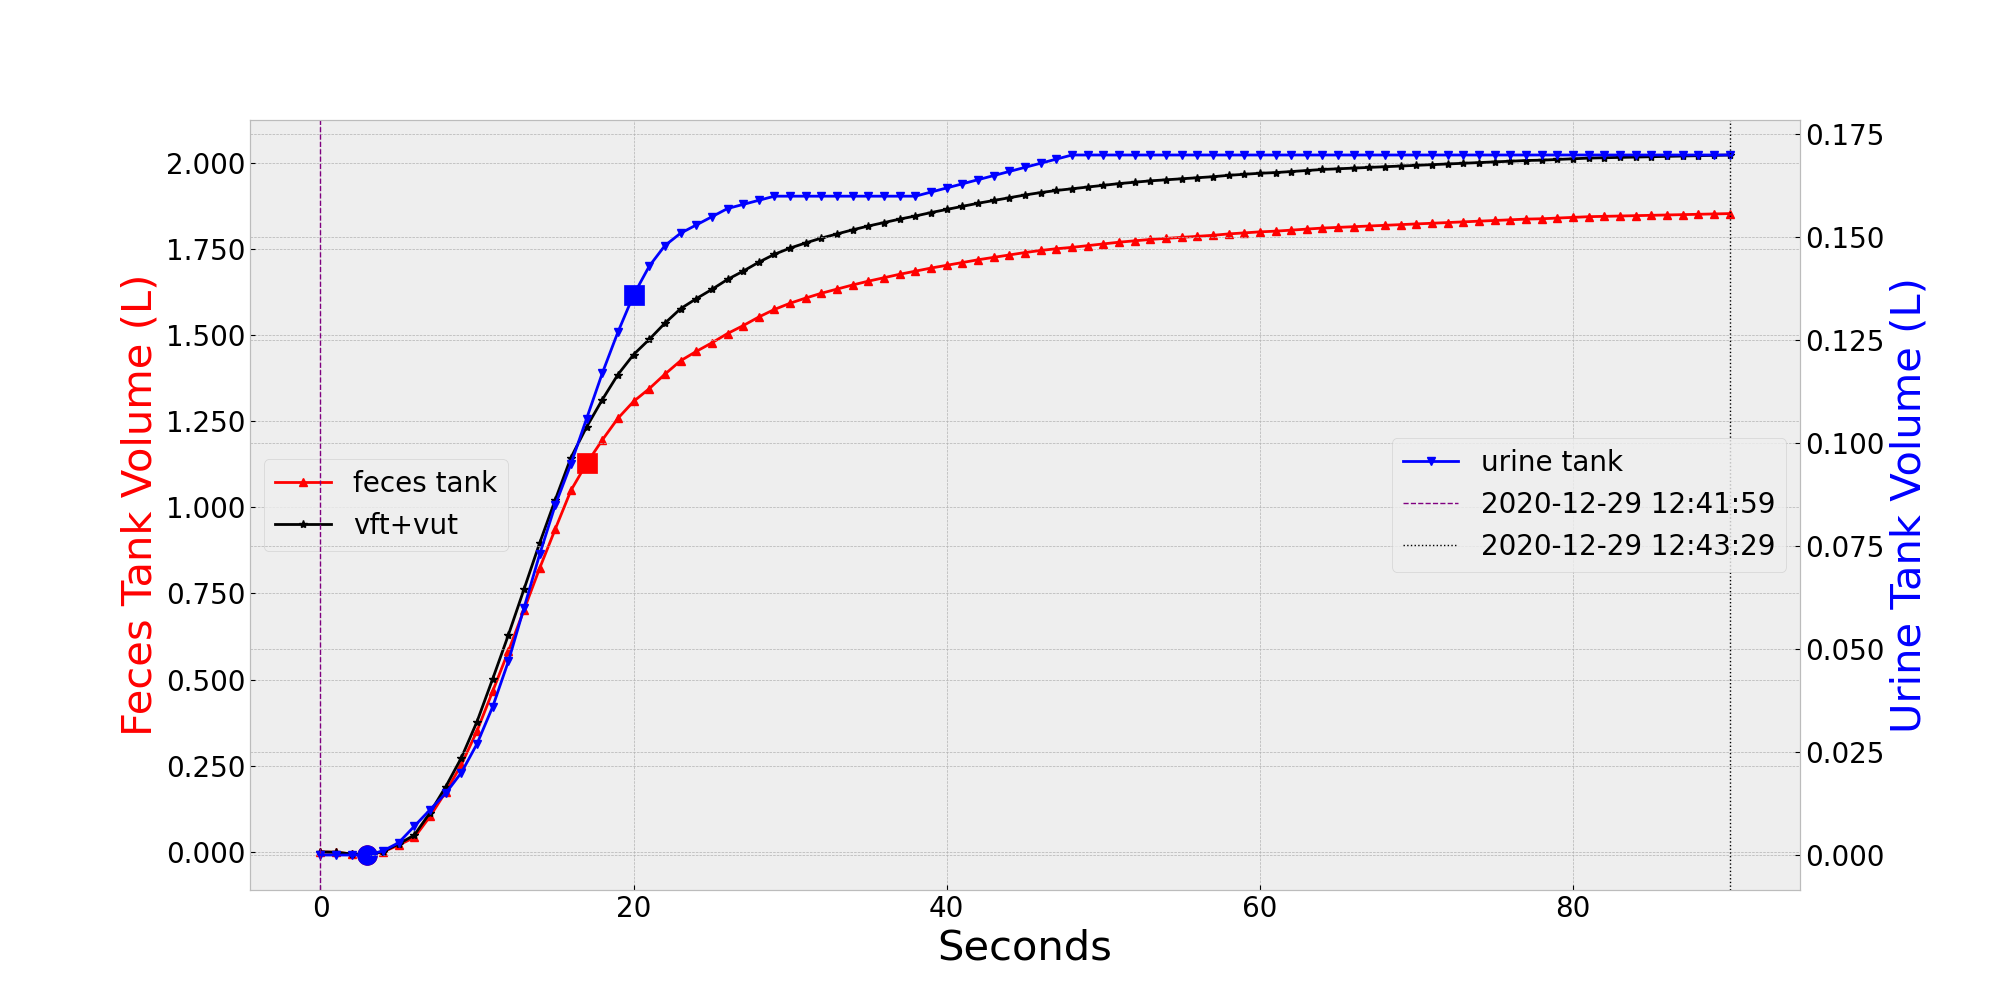 Feces Tank Volume (L)
2.000
1.750
1.500
1.250
1.000
0.750
0.500
0.250
0.000
feces tank
vft+vut
urine tank
2020-12-29 12:41:59
2020-12-29 12:43:29
0.175
0.150
0.125
0.100
0.075
0.050
0.025
0.000
Urine Tank Volume (L)
0 20 40 60 80
Seconds